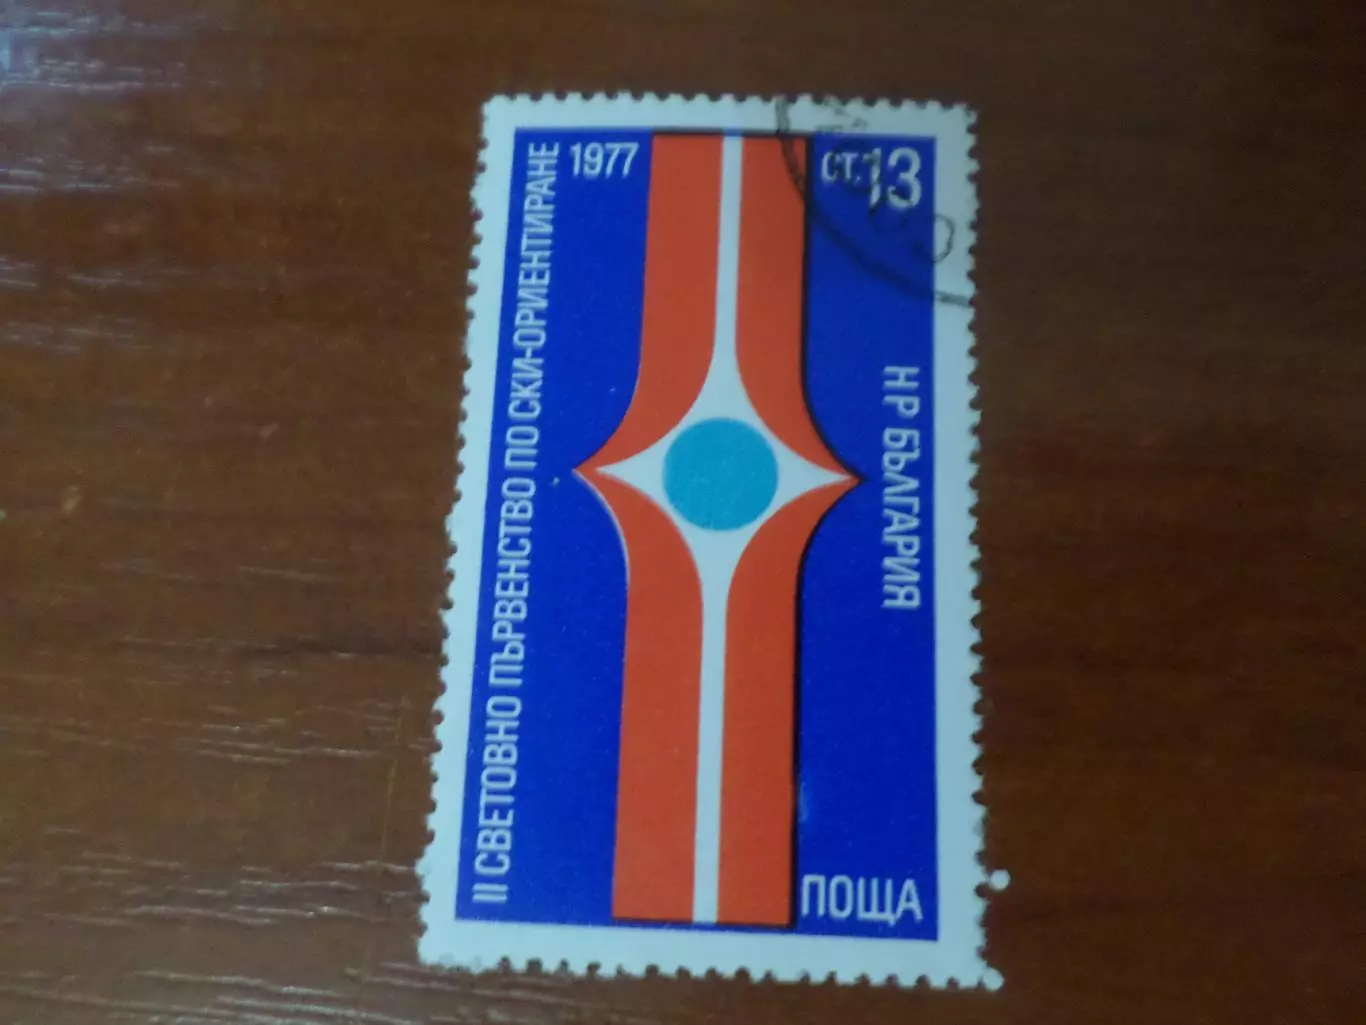 1977
СТ.13
II СВЕТОВНО ПЪРВЕНСТВО ПО СКИ-ОРИЕНТИРАНЕ
НР БЪЛГАРИЯ
ПОЩА